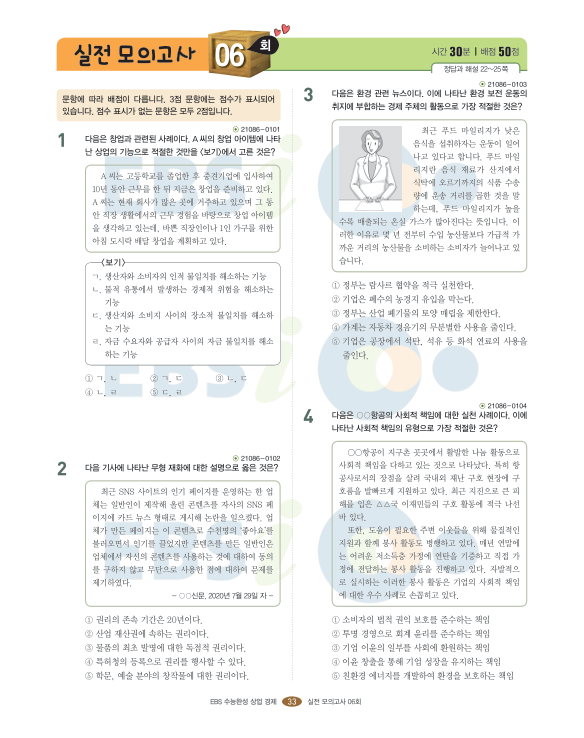 실전 모의고사 06 회
시간 30분 | 배점 50점
정답과 해설 22~25쪽
문항에 따라 배점이 다릅니다. 3점 문항에는 점수가 표시되어
있습니다. 점수 표시가 없는 문항은 모두 2점입니다.
21086-0101
1 다음은 창업과 관련된 사례이다. A씨의 창업 아이템에 나타
난 상업의 기능으로 적절한 것만을 〈보기〉에서 고른 것은?
A씨는 고등학교를 졸업한 후 중견기업에 입사하여
10년 동안 근무를 한 뒤 지금은 창업을 준비하고 있다.
A씨는 현재 회사가 많은 곳에 거주하고 있으며 그 동
안 직장 생활에서의 근무 경험을 바탕으로 창업 아이템
을 생각하고 있는데, 바쁜 직장인이나 1인 가구를 위한
아침 도시락 배달 창업을 계획하고 있다.
〈보기〉
ㄱ. 생산자와 소비자의 인적 불일치를 해소하는 기능
ㄴ. 물적 유통에서 발생하는 경제적 위험을 해소하는
기능
ㄷ. 생산지와 소비지 사이의 장소적 불일치를 해소하
는 기능
ㄹ. 자금 수요자와 공급자 사이의 자금 불일치를 해소
하는 기능
① ㄱ, ㄴ ② ㄱ, ㄷ ③ ㄴ, ㄷ
④ ㄴ, ㄹ ⑤ ㄷ, ㄹ
21086-0102
2 다음 기사에 나타난 무형 재화에 대한 설명으로 옳은 것은?
최근 SNS 사이트의 인기 페이지를 운영하는 한 업
체는 일반인이 제작해 올린 콘텐츠를 자사의 SNS 페
이지에 카드 뉴스 형태로 게시해 논란을 일으켰다. 업
체가 만든 페이지는 이 콘텐츠로 수천명의 '좋아요'를
불러오면서 인기를 끌었지만 콘텐츠를 만든 일반인은
업체에서 자신의 콘텐츠를 사용하는 것에 대하여 동의
를 구하지 않고 무단으로 사용한 점에 대하여 문제를
제기하였다.
- ○○신문, 2020년 7월 29일 자 -
① 권리의 존속 기간은 20년이다.
② 산업 재산권에 속하는 권리이다.
③ 물품의 최초 발명에 대한 독점적 권리이다.
④ 특허청의 등록으로 권리를 행사할 수 있다.
⑤ 학문, 예술 분야의 창작물에 대한 권리이다.
21086-0103
3 다음은 환경 관련 뉴스이다. 이에 나타난 환경 보전 운동의
취지에 부합하는 경제 주체의 활동으로 가장 적절한 것은?
최근 푸드 마일리지가 낮은
음식을 섭취하자는 운동이 일어
나고 있다고 합니다. 푸드 마일
리지란 음식 재료가 산지에서
식탁에 오르기까지의 식품 수송
량에 운송 거리를 곱한 것을 말
하는데, 푸드 마일리지가 높을
수록 배출되는 온실 가스가 많아진다는 뜻입니다. 이
러한 이유로 몇 년 전부터 수입 농산물보다 가급적 가
까운 거리의 농산물을 소비하는 소비자가 늘어나고 있
습니다.
① 정부는 람사르 협약을 적극 실천한다.
② 기업은 폐수의 농경지 유입을 막는다.
③ 정부는 산업 폐기물의 토양 매립을 제한한다.
④ 가계는 자동차 경음기의 무분별한 사용을 줄인다.
⑤ 기업은 공장에서 석탄, 석유 등 화석 연료의 사용을
줄인다.
21086-0104
4 다음은 ○○항공의 사회적 책임에 대한 실천 사례이다. 이에
나타난 사회적 책임의 유형으로 가장 적절한 것은?
○○항공이 지구촌 곳곳에서 활발한 나눔 활동으로
사회적 책임을 다하고 있는 것으로 나타났다. 특히 항
공사로서의 장점을 살려 국내외 재난 구호 현장에 구
호품을 발빠르게 지원하고 있다. 최근 지진으로 큰 피
해를 입은 △△국 이재민들의 구호 활동에 적극 나선
바 있다.
또한, 도움이 필요한 주변 이웃들을 위해 물질적인
지원과 함께 봉사 활동도 병행하고 있다. 매년 연말에
는 어려운 저소득층 가정에 연탄을 기증하고 직접 가
정에 전달하는 봉사 활동을 진행하고 있다. 자발적으
로 실시하는 이러한 봉사 활동은 기업의 사회적 책임
에 대한 우수 사례로 손꼽히고 있다.
① 소비자의 법적 권익 보호를 준수하는 책임
② 투명 경영으로 회계 윤리를 준수하는 책임
③ 기업 이윤의 일부를 사회에 환원하는 책임
④ 이윤 창출을 통해 기업 성장을 유지하는 책임
⑤ 친환경 에너지를 개발하여 환경을 보호하는 책임
EBS 수능완성 상업 경제 33 실전 모의고사 06회